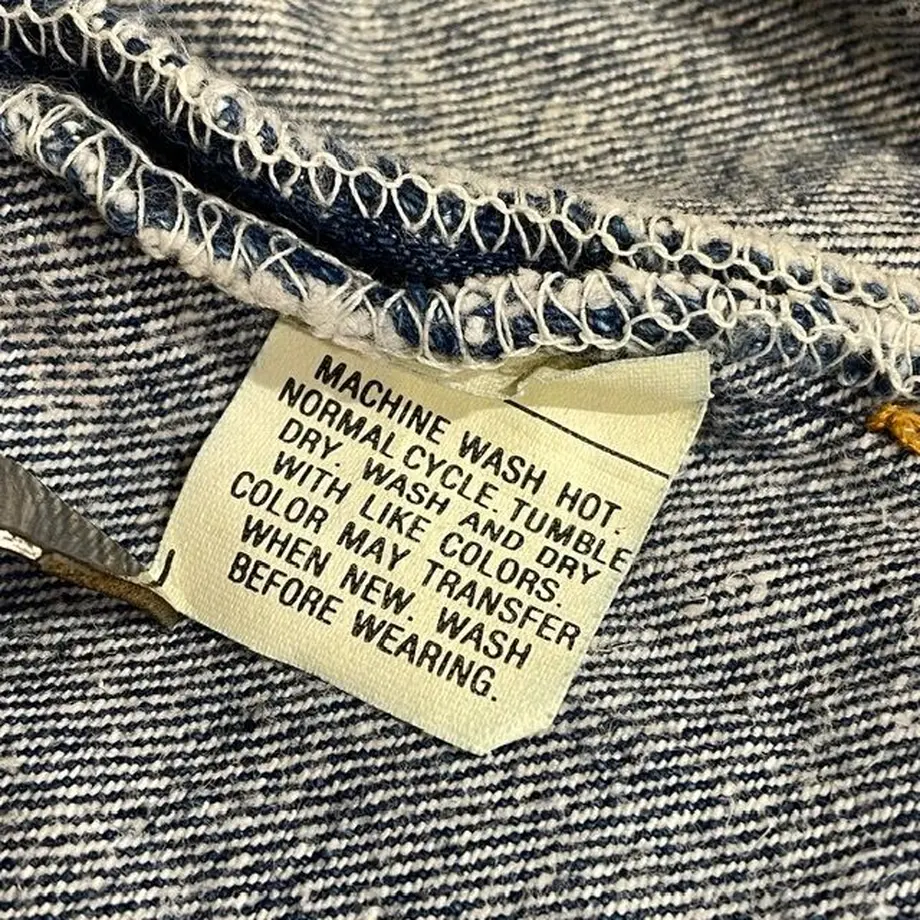 MACHINE WASH HOT.
NORMAL CYCLE. TUMBLE
DRY. WASH AND DRY
WITH LIKE COLORS.
COLOR MAY TRANSFER
WHEN NEW. WASH
BEFORE WEARING.